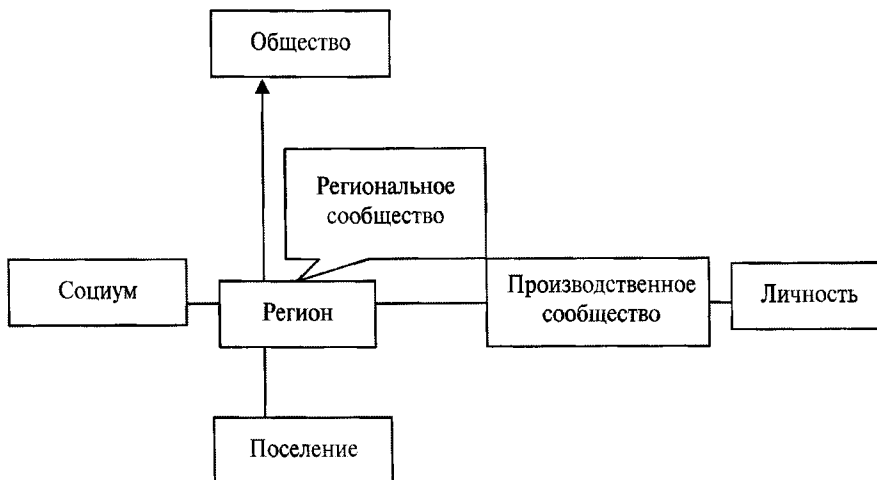 Общество
Региональное
сообщество
Социум
Регион
Производственное
сообщество
Личность
Поселение